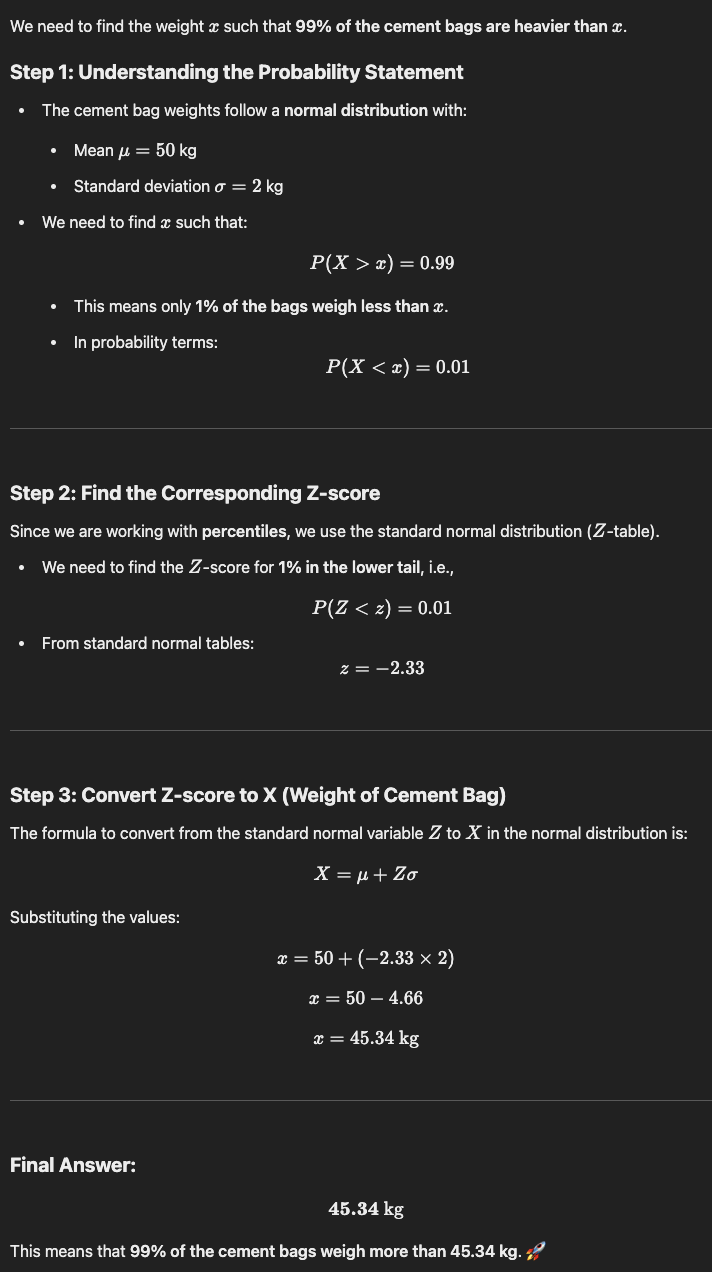 We need to find the weight x such that 99% of the cement bags are heavier than x.
Step 1: Understanding the Probability Statement
• The cement bag weights follow a normal distribution with:
• Mean μ = 50 kg
• Standard deviation σ = 2 kg
• We need to find x such that:
P(X > x) = 0.99
• This means only 1% of the bags weigh less than x.
• In probability terms:
P(X < x) = 0.01
Step 2: Find the Corresponding Z-score
Since we are working with percentiles, we use the standard normal distribution (Z-table).
• We need to find the Z-score for 1% in the lower tail, i.e.,
P(Z < z) = 0.01
• From standard normal tables:
z = −2.33
Step 3: Convert Z-score to X (Weight of Cement Bag)
The formula to convert from the standard normal variable Z to X in the normal distribution is:
X = μ + Zσ
Substituting the values:
x = 50 + (−2.33 × 2)
x = 50 − 4.66
x = 45.34 kg
Final Answer:
45.34 kg
This means that 99% of the cement bags weigh more than 45.34 kg. 🚀